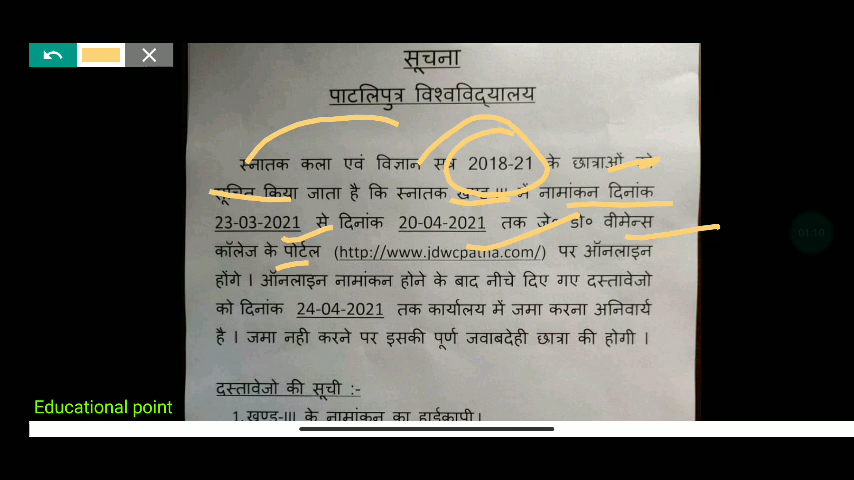 सूचना
पाटलिपुत्र विश्वविद्यालय
स्नातक कला एवं विज्ञान सत्र 2018-21 के छात्राओं को
सूचित किया जाता है कि स्नातक खण्ड-III में नामांकन दिनांक
23-03-2021 से दिनांक 20-04-2021 तक जे० डी० वीमेन्स
कॉलेज के पोर्टल (http://www.jdwcpatna.com/) पर ऑनलाइन
होंगे । ऑनलाइन नामांकन होने के बाद नीचे दिए गए दस्तावेजो
को दिनांक 24-04-2021 तक कार्यालय में जमा करना अनिवार्य
है । जमा नही करने पर इसकी पूर्ण जवाबदेही छात्रा की होगी ।
दस्तावेजो की सूची :-
1. खण्ड-III के नामांकन का हार्डकापी ।
Educational point
01:10